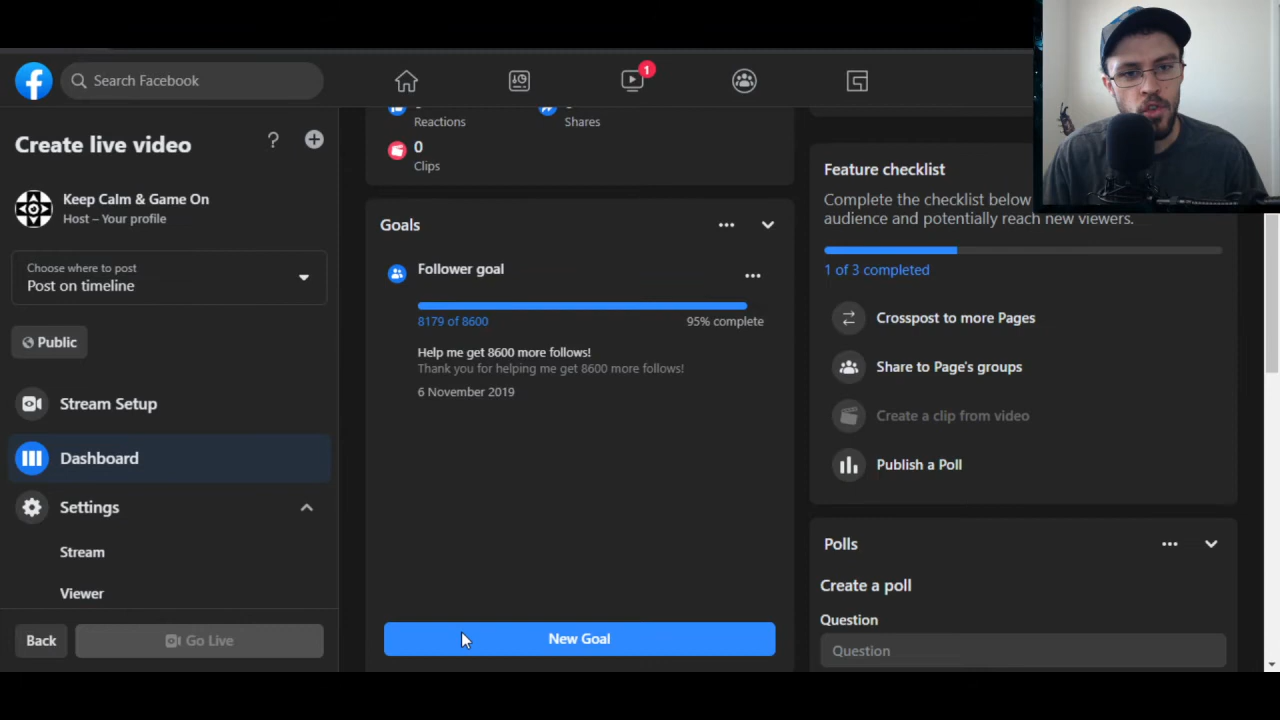 Search Facebook
1
Create live video
?
Keep Calm & Game On
Host – Your profile
Choose where to post
Post on timeline
Public
Stream Setup
Dashboard
Settings
Stream
Viewer
Back
Go Live
Reactions
Shares
0
Clips
Goals
Follower goal
8179 of 8600
95% complete
Help me get 8600 more follows!
Thank you for helping me get 8600 more follows!
6 November 2019
New Goal
Feature checklist
Complete the checklist below
audience and potentially reach new viewers.
1 of 3 completed
Crosspost to more Pages
Share to Page's groups
Create a clip from video
Publish a Poll
Polls
Create a poll
Question
Question